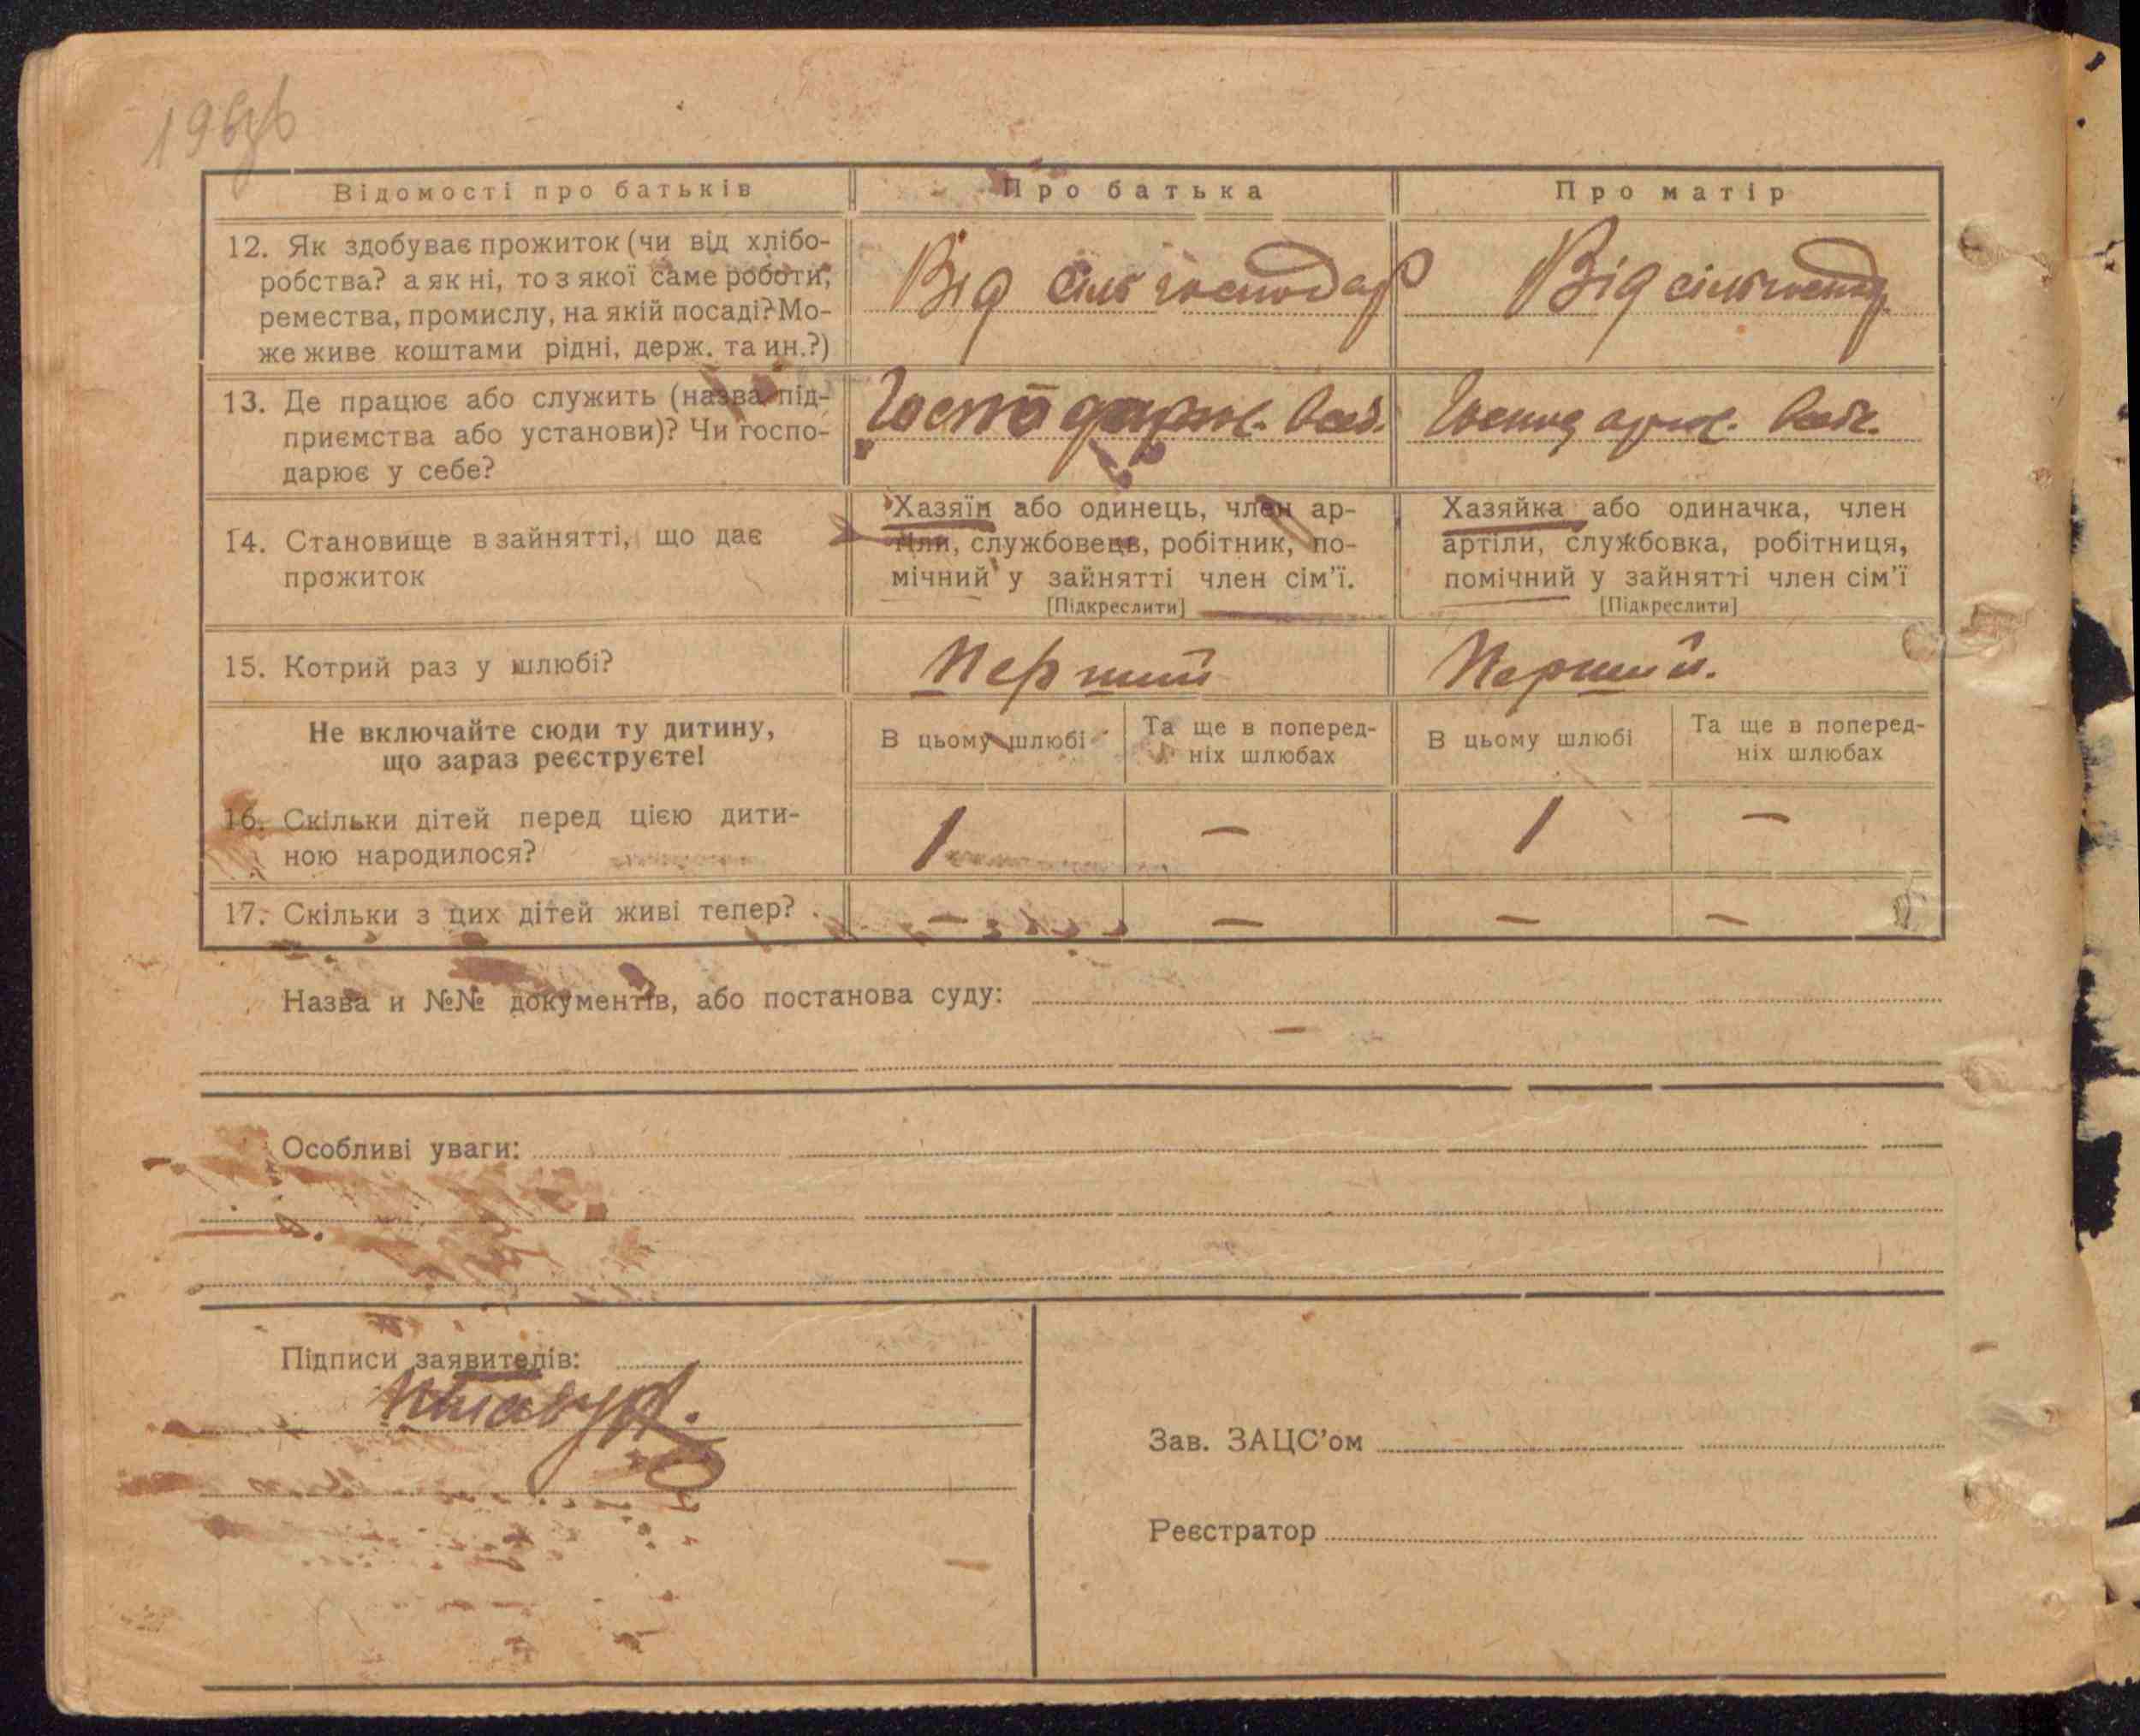 Відомості про батьків
Про батька
Про матір
12. Як здобуває прожиток (чи від хлібо-
робства? а як ні, то з якої саме роботи,
ремества, промислу, на якій посаді? Мо-
же живе коштами рідні, держ. та ин.?)
Від сільгосподар
Від сільгоспод.
13. Де працює або служить (назва під-
приємства або установи)? Чи госпо-
дарює у себе?
Господарюс.
Господарює.
14. Становище в зайнятті, що дає
прожиток
Хазяїн або одинець, член ар-
тіли, службовець, робітник, по-
мічний у зайнятті член сім'ї.
[Підкреслити]
Хазяйка або одиначка, член
артіли, службовка, робітниця,
помічний у зайнятті член сім'ї
[Підкреслити]
15. Котрий раз у шлюбі?
Перший
Перший.
Не включайте сюди ту дитину,
що зараз реєструєте!
В цьому шлюбі
Та ще в поперед-
ніх шлюбах
В цьому шлюбі
Та ще в поперед-
ніх шлюбах
16. Скільки дітей перед цією дити-
ною народилося?
1 — 1 —
17. Скільки з цих дітей живі тепер?
— — — —
Назва и №№ документів, або постанова суду:
—
Особливі уваги:
Підписи заявителів:
Зав. ЗАЦС'ом
Реєстратор